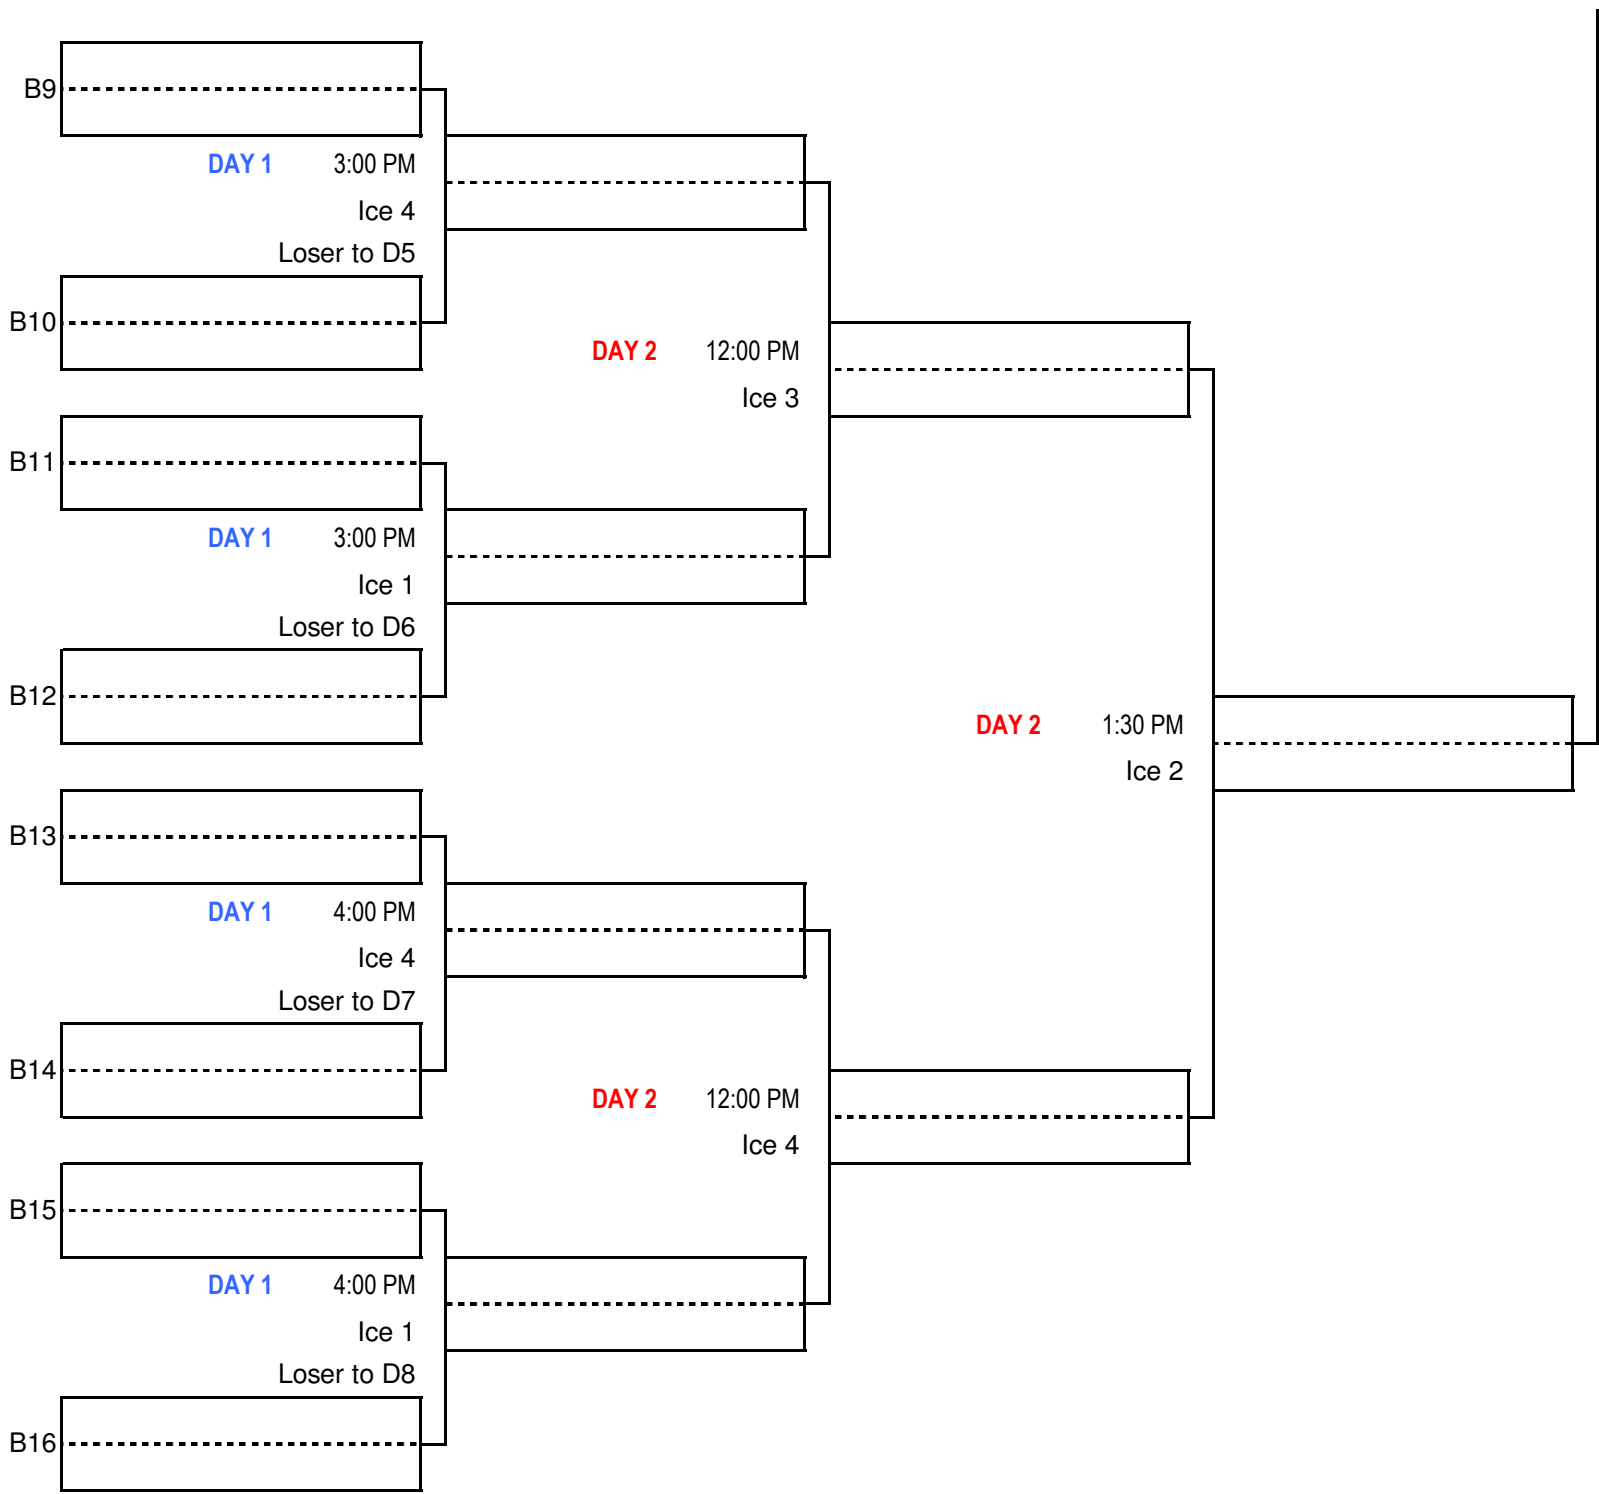 B9
DAY 1 3:00 PM
Ice 4
Loser to D5
B10
DAY 2 12:00 PM
Ice 3
B11
DAY 1 3:00 PM
Ice 1
Loser to D6
B12
DAY 2 1:30 PM
Ice 2
B13
DAY 1 4:00 PM
Ice 4
Loser to D7
B14
DAY 2 12:00 PM
Ice 4
B15
DAY 1 4:00 PM
Ice 1
Loser to D8
B16